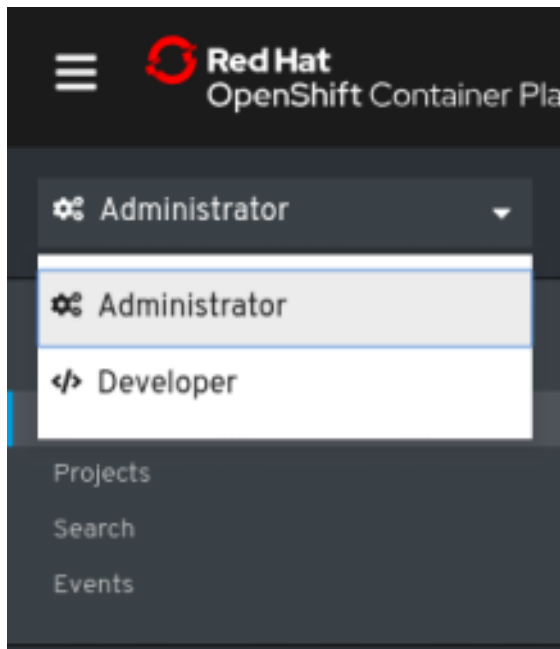 Red Hat
OpenShift Container Pla
Administrator
Administrator
Developer
Projects
Search
Events